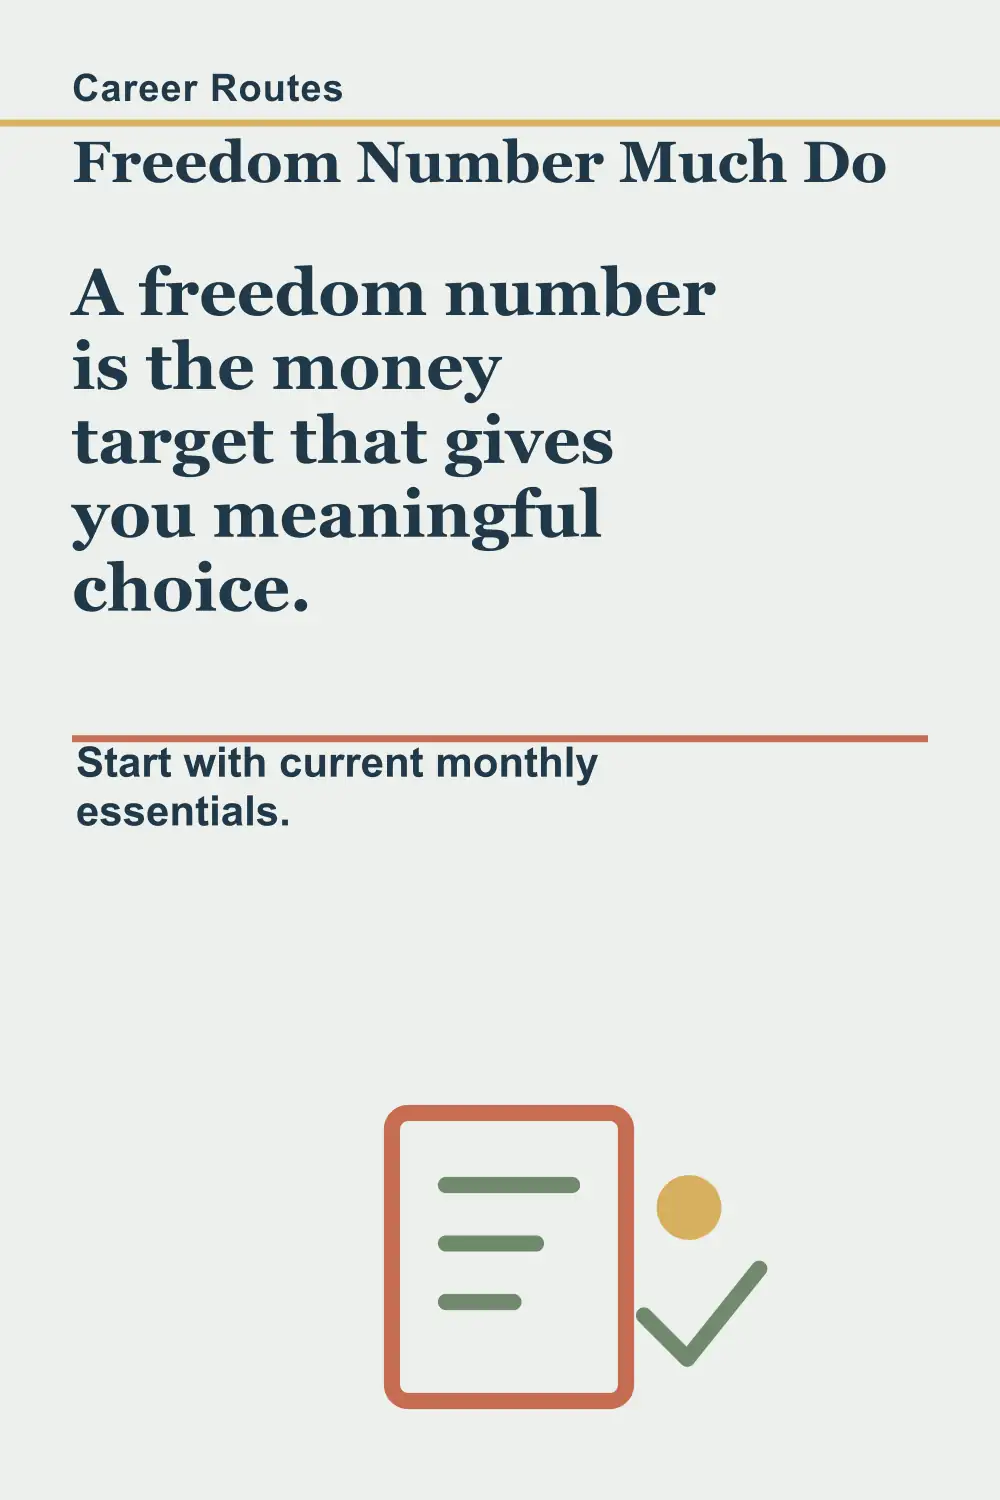 Career Routes
Freedom Number Much Do
A freedom number
is the money
target that gives
you meaningful
choice.
Start with current monthly
essentials.